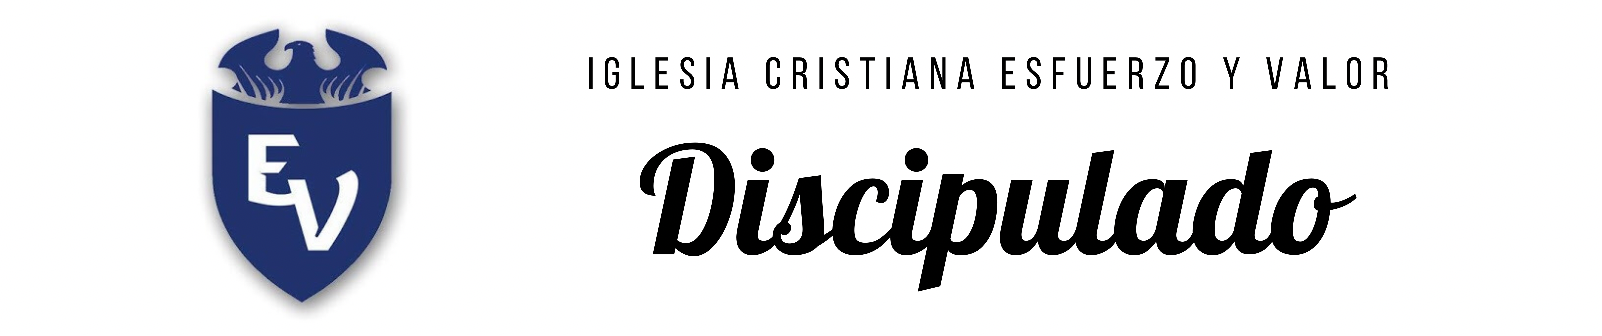 EV
IGLESIA CRISTIANA ESFUERZO Y VALOR
Discipulado